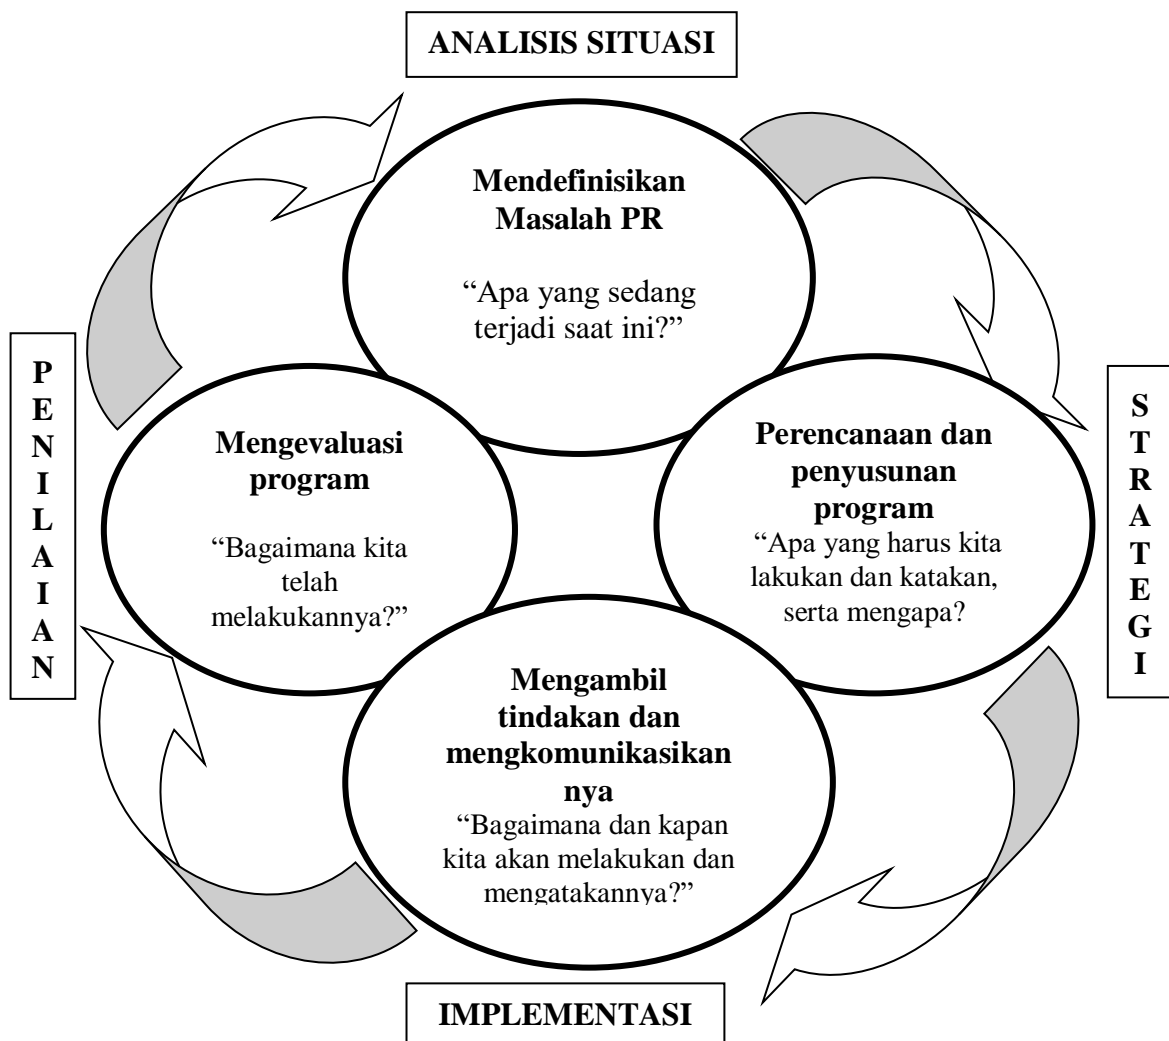 ANALISIS SITUASI
Mendefinisikan
Masalah PR
“Apa yang sedang
terjadi saat ini?”
PENILAIAN
Mengevaluasi
program
“Bagaimana kita
telah
melakukannya?”
Perencanaan dan
penyusunan
program
“Apa yang harus kita
lakukan dan katakan,
serta mengapa?
STRATEGI
Mengambil
tindakan dan
mengkomunikasikan
nya
“Bagaimana dan kapan
kita akan melakukan dan
mengatakannya?”
IMPLEMENTASI